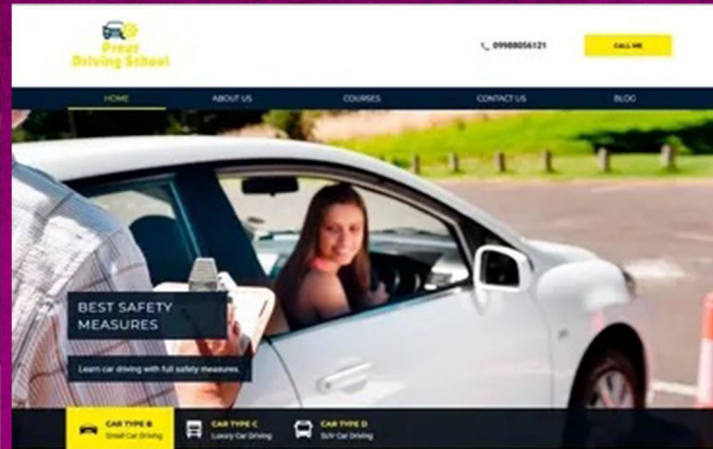 Preet
Driving School
09988056121
CALL ME
HOME
ABOUT US
COURSES
CONTACT US
BLOG
BEST SAFETY
MEASURES
Learn car driving with full safety measures.
CAR TYPE B
Small Car Driving
CAR TYPE C
Luxury Car Driving
CAR TYPE D
SUV Car Driving